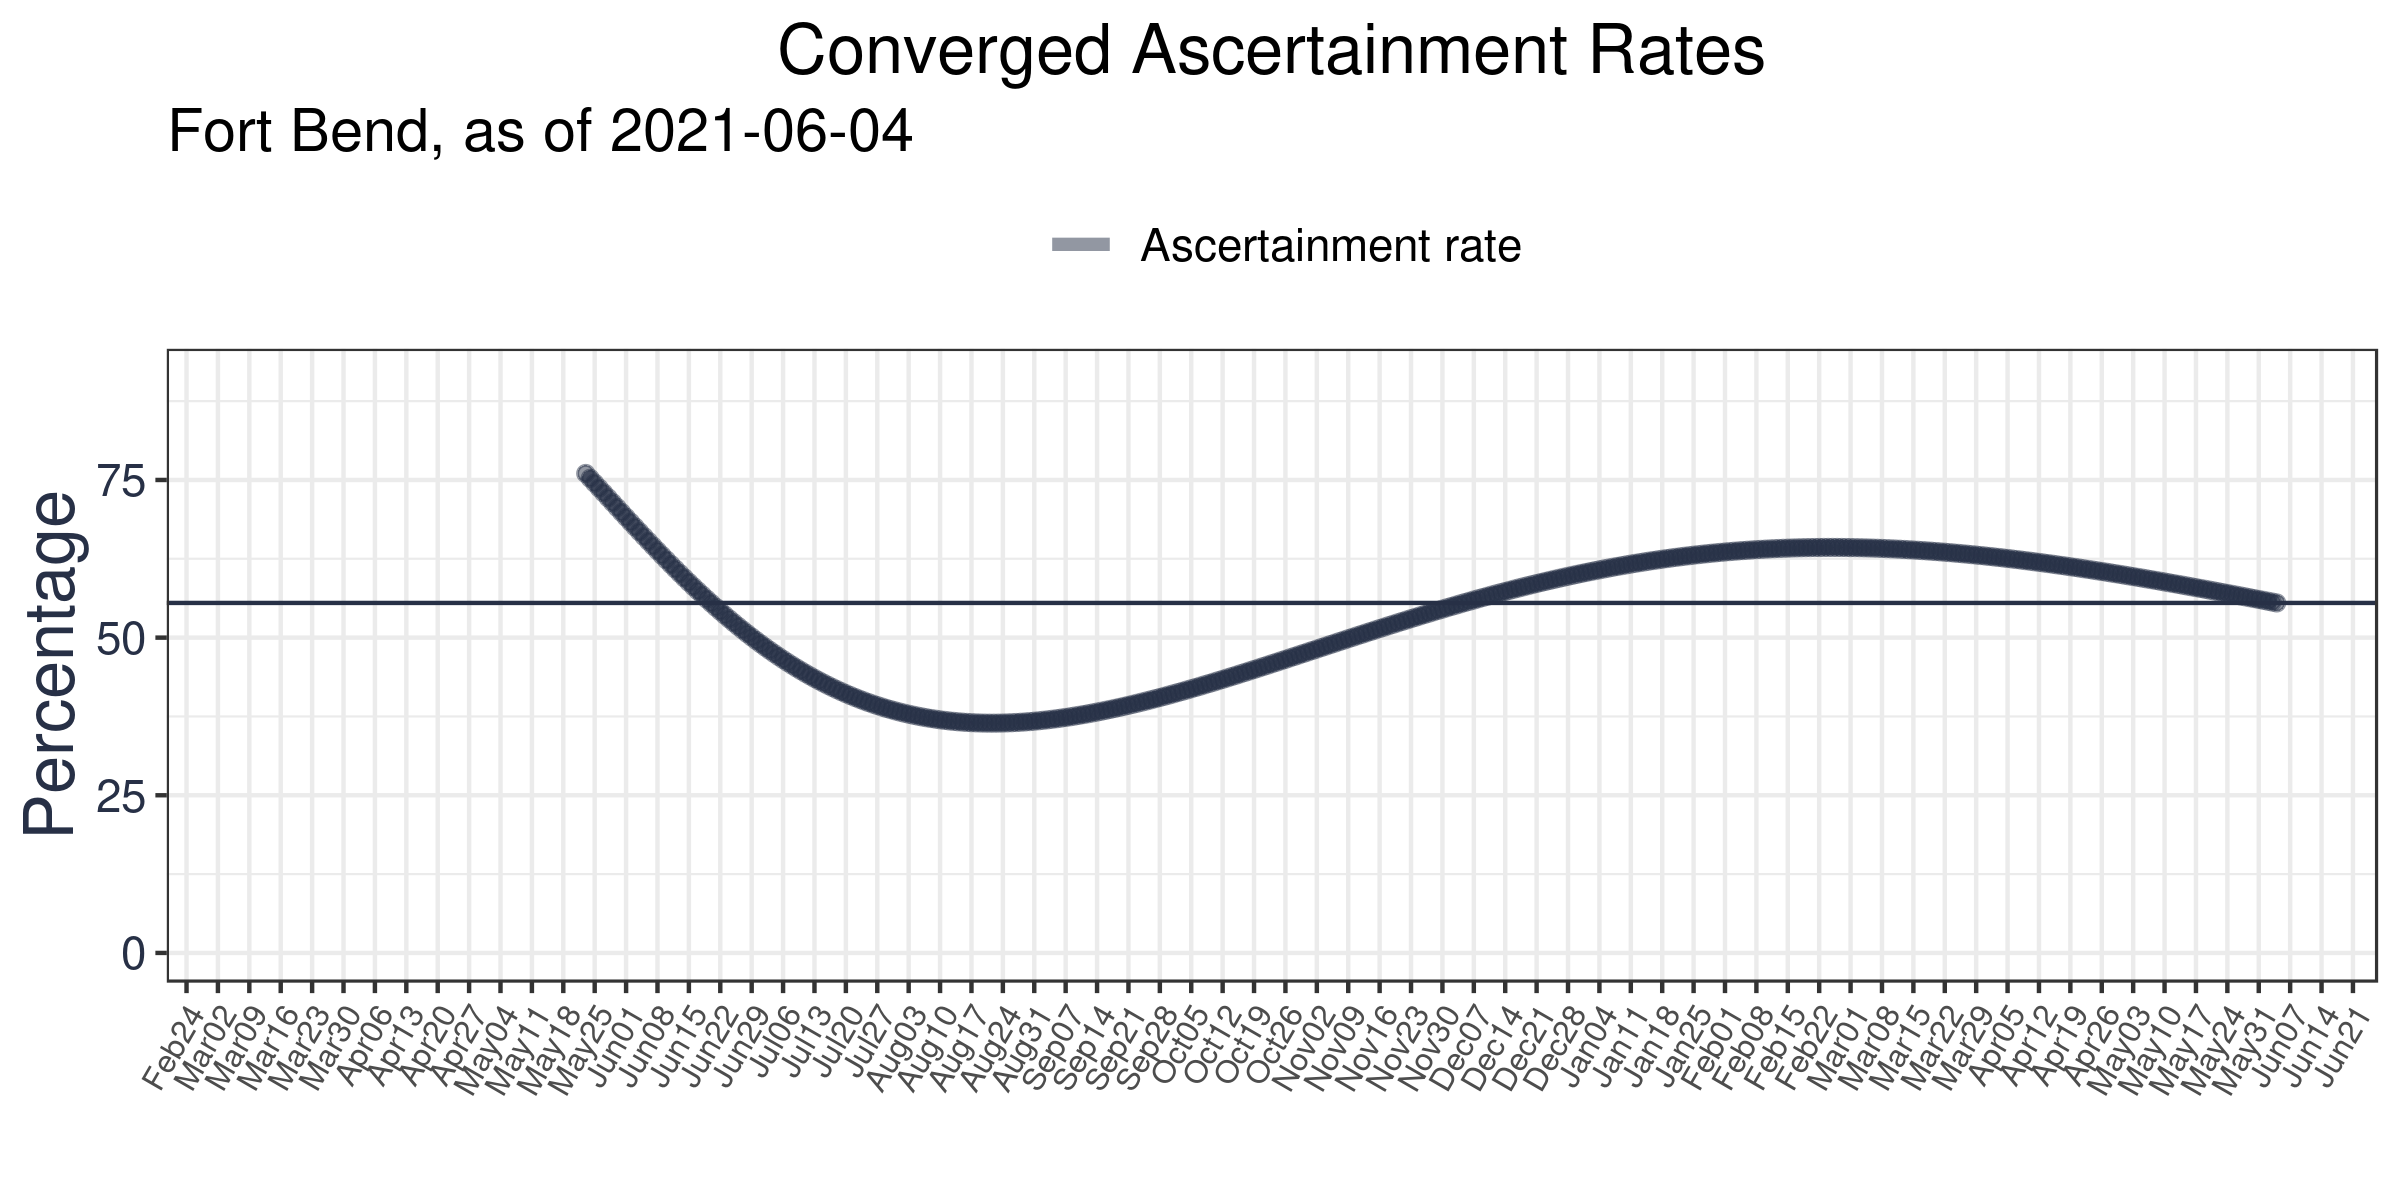 Converged Ascertainment Rates
Fort Bend, as of 2021-06-04
Ascertainment rate
Percentage
75
50
25
0
Feb24 Mar02 Mar09 Mar16 Mar23 Mar30 Apr06 Apr13 Apr20 Apr27 May04 May11 May18 May25 Jun01 Jun08 Jun15 Jun22 Jun29 Jul06 Jul13 Jul20 Jul27 Aug03 Aug10 Aug17 Aug24 Aug31 Sep07 Sep14 Sep21 Sep28 Oct05 Oct12 Oct19 Oct26 Nov02 Nov09 Nov16 Nov23 Nov30 Dec07 Dec14 Dec21 Dec28 Jan04 Jan11 Jan18 Jan25 Feb01 Feb08 Feb15 Feb22 Mar01 Mar08 Mar15 Mar22 Mar29 Apr05 Apr12 Apr19 Apr26 May03 May10 May17 May24 May31 Jun07 Jun14 Jun21